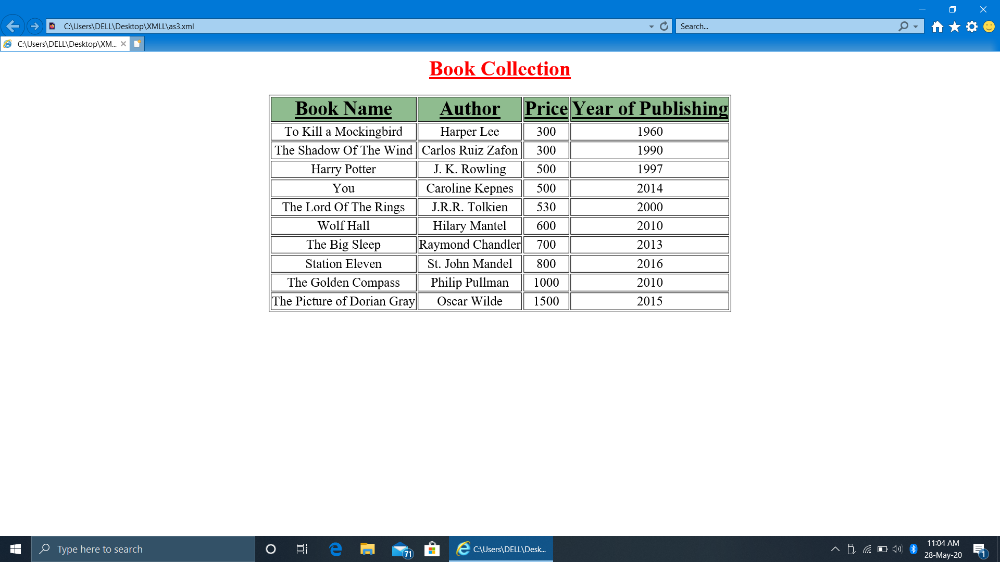 C:\Users\DELL\Desktop\XMLL\as3.xml
Search...
C:\Users\DELL\Desktop\XM...
Book Collection
Book Name Author Price Year of Publishing
To Kill a Mockingbird Harper Lee 300 1960
The Shadow Of The Wind Carlos Ruiz Zafon 300 1990
Harry Potter J. K. Rowling 500 1997
You Caroline Kepnes 500 2014
The Lord Of The Rings J.R.R. Tolkien 530 2000
Wolf Hall Hilary Mantel 600 2010
The Big Sleep Raymond Chandler 700 2013
Station Eleven St. John Mandel 800 2016
The Golden Compass Philip Pullman 1000 2010
The Picture of Dorian Gray Oscar Wilde 1500 2015
Type here to search
71
C:\Users\DELL\Desk...
11:04 AM
28-May-20
1